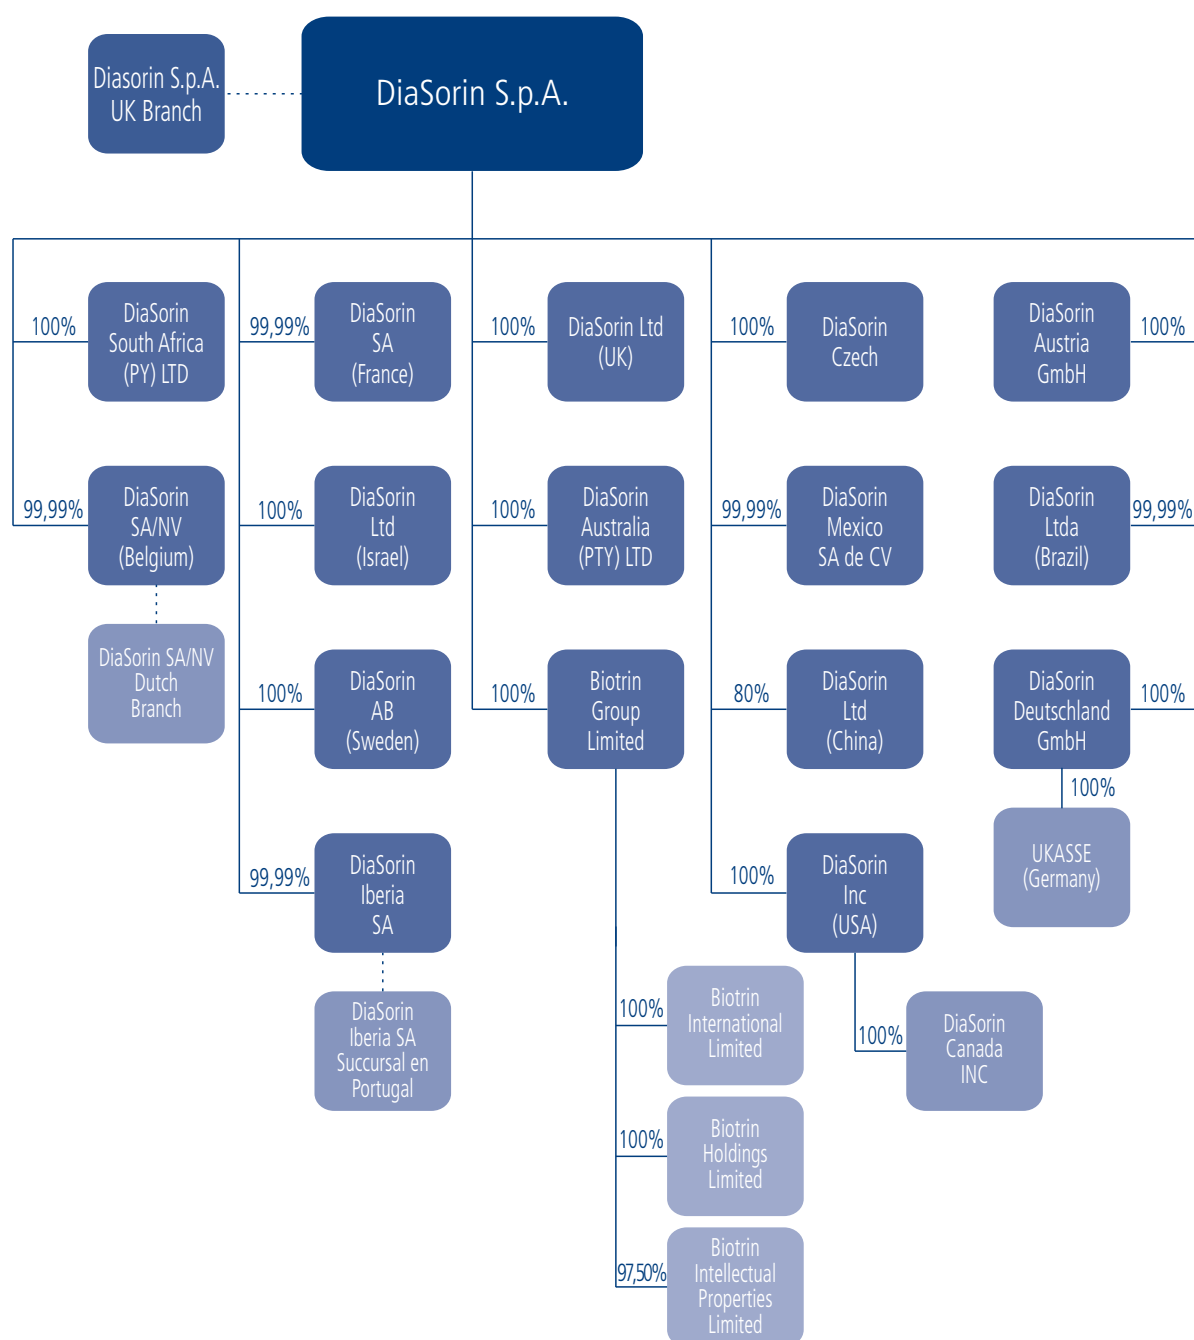 Diasorin S.p.A.
UK Branch
DiaSorin S.p.A.
100%
DiaSorin
South Africa
(PY) LTD
99,99%
DiaSorin
SA
(France)
100%
DiaSorin Ltd
(UK)
100%
DiaSorin
Czech
DiaSorin
Austria
GmbH
100%
99,99%
DiaSorin
SA/NV
(Belgium)
100%
DiaSorin
Ltd
(Israel)
100%
DiaSorin
Australia
(PTY) LTD
99,99%
DiaSorin
Mexico
SA de CV
DiaSorin
Ltda
(Brazil)
99,99%
DiaSorin SA/NV
Dutch
Branch
100%
DiaSorin
AB
(Sweden)
100%
Biotrin
Group
Limited
80%
DiaSorin
Ltd
(China)
DiaSorin
Deutschland
GmbH
100%
100%
UKASSE
(Germany)
99,99%
DiaSorin
Iberia
SA
100%
DiaSorin
Inc
(USA)
DiaSorin
Iberia SA
Succursal en
Portugal
100%
Biotrin
International
Limited
100%
DiaSorin
Canada
INC
100%
Biotrin
Holdings
Limited
97,50%
Biotrin
Intellectual
Properties
Limited